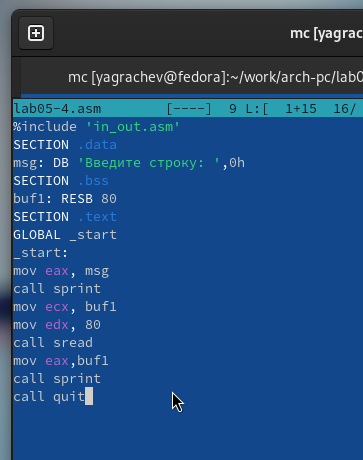 mc [yagrac
mc [yagrachev@fedora]:~/work/arch-pc/lab0
lab05-4.asm [----] 9 L:[ 1+15 16/
%include 'in_out.asm'
SECTION .data
msg: DB 'Введите строку: ',0h
SECTION .bss
buf1: RESB 80
SECTION .text
GLOBAL _start
_start:
mov eax, msg
call sprint
mov ecx, buf1
mov edx, 80
call sread
mov eax,buf1
call sprint
call quit